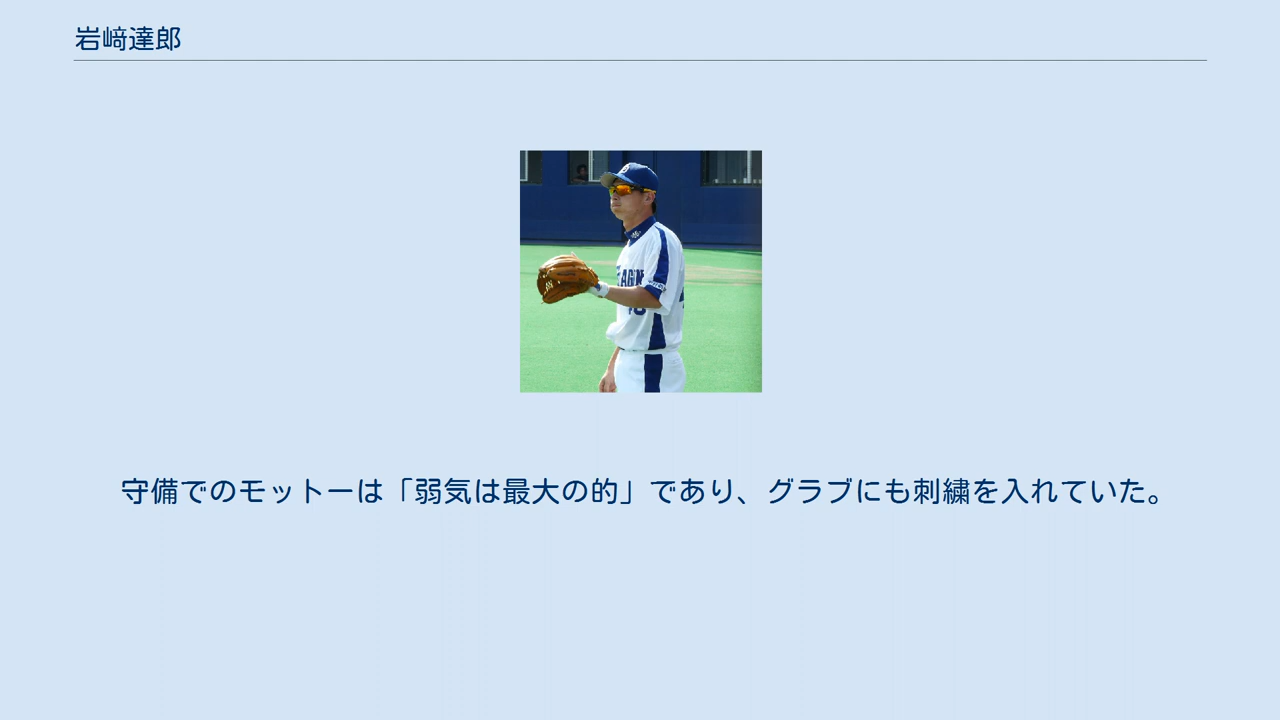 岩﨑達郎
守備でのモットーは「弱気は最大の的」であり、グラブにも刺繍を入れていた。